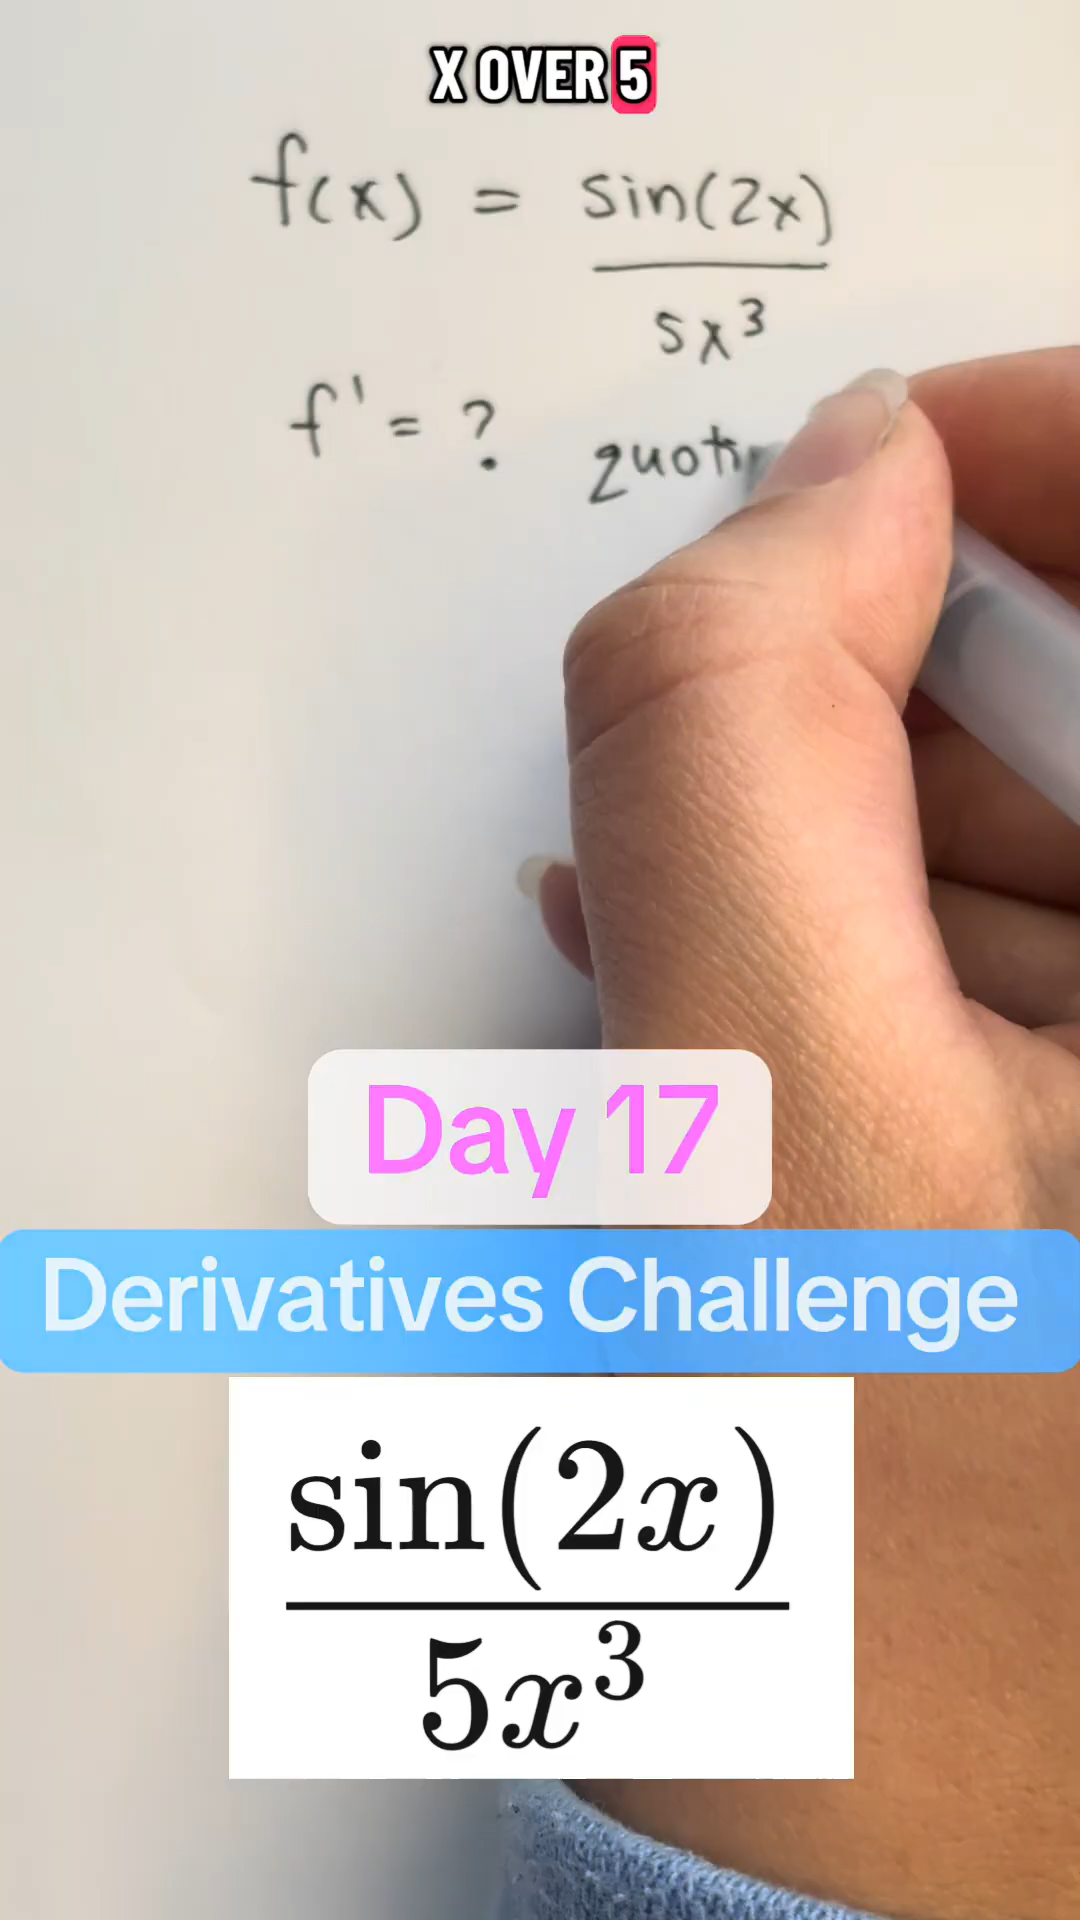 X OVER 5
f(x) = sin(2x)
5x³
f' = ?
Day 17
Derivatives Challenge
sin(2x)
5x³